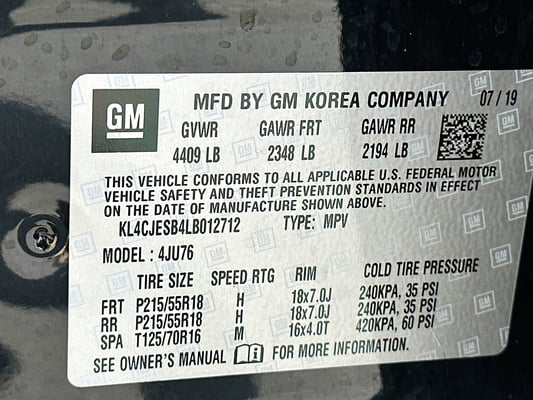 GM
MFD BY GM KOREA COMPANY 07 / 19
GVWR GAWR FRT GAWR RR
4409 LB 2348 LB 2194 LB
THIS VEHICLE CONFORMS TO ALL APPLICABLE U.S. FEDERAL MOTOR
VEHICLE SAFETY AND THEFT PREVENTION STANDARDS IN EFFECT
ON THE DATE OF MANUFACTURE SHOWN ABOVE.
KL4CJESB4LB012712 TYPE: MPV
MODEL: 4JU76
TIRE SIZE SPEED RTG RIM COLD TIRE PRESSURE
FRT P215/55R18 H 18x7.0J 240KPA, 35 PSI
RR P215/55R18 H 18x7.0J 240KPA, 35 PSI
SPA T125/70R16 M 16x4.0T 420KPA, 60 PSI
SEE OWNER'S MANUAL FOR MORE INFORMATION.